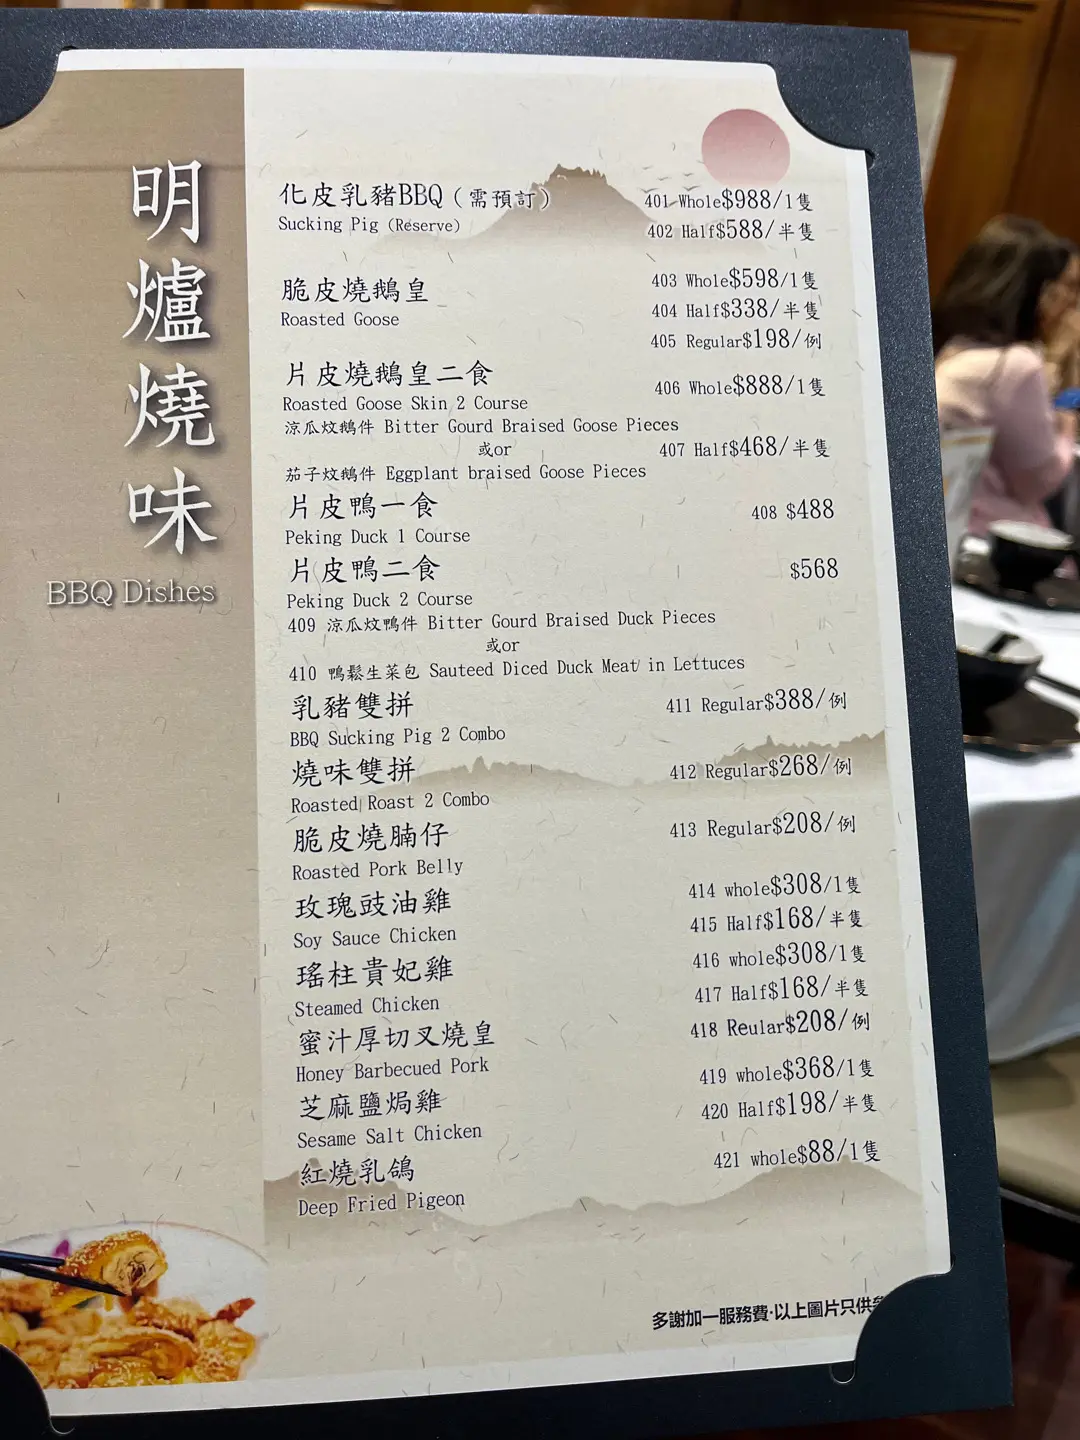 明爐燒味
BBQ Dishes
化皮乳豬BBQ（需預訂） 401 Whole$988/1隻
Sucking Pig (Reserve) 402 Half$588/半隻
脆皮燒鵝皇 403 Whole$598/1隻
Roasted Goose 404 Half$338/半隻
405 Regular$198/例
片皮燒鵝皇二食 406 Whole$888/1隻
Roasted Goose Skin 2 Course
涼瓜炆鵝件 Bitter Gourd Braised Goose Pieces
或or 407 Half$468/半隻
茄子炆鵝件 Eggplant braised Goose Pieces
片皮鴨一食 408 $488
Peking Duck 1 Course
片皮鴨二食 $568
Peking Duck 2 Course
409 涼瓜炆鴨件 Bitter Gourd Braised Duck Pieces
或or
410 鴨鬆生菜包 Sauteed Diced Duck Meat in Lettuces
乳豬雙拼 411 Regular$388/例
BBQ Sucking Pig 2 Combo
燒味雙拼 412 Regular$268/例
Roasted Roast 2 Combo
脆皮燒腩仔 413 Regular$208/例
Roasted Pork Belly
玫瑰豉油雞 414 whole$308/1隻
Soy Sauce Chicken 415 Half$168/半隻
瑤柱貴妃雞 416 whole$308/1隻
Steamed Chicken 417 Half$168/半隻
蜜汁厚切叉燒皇 418 Reular$208/例
Honey Barbecued Pork
芝麻鹽焗雞 419 whole$368/1隻
Sesame Salt Chicken 420 Half$198/半隻
紅燒乳鴿 421 whole$88/1隻
Deep Fried Pigeon
多謝加一服務費·以上圖片只供